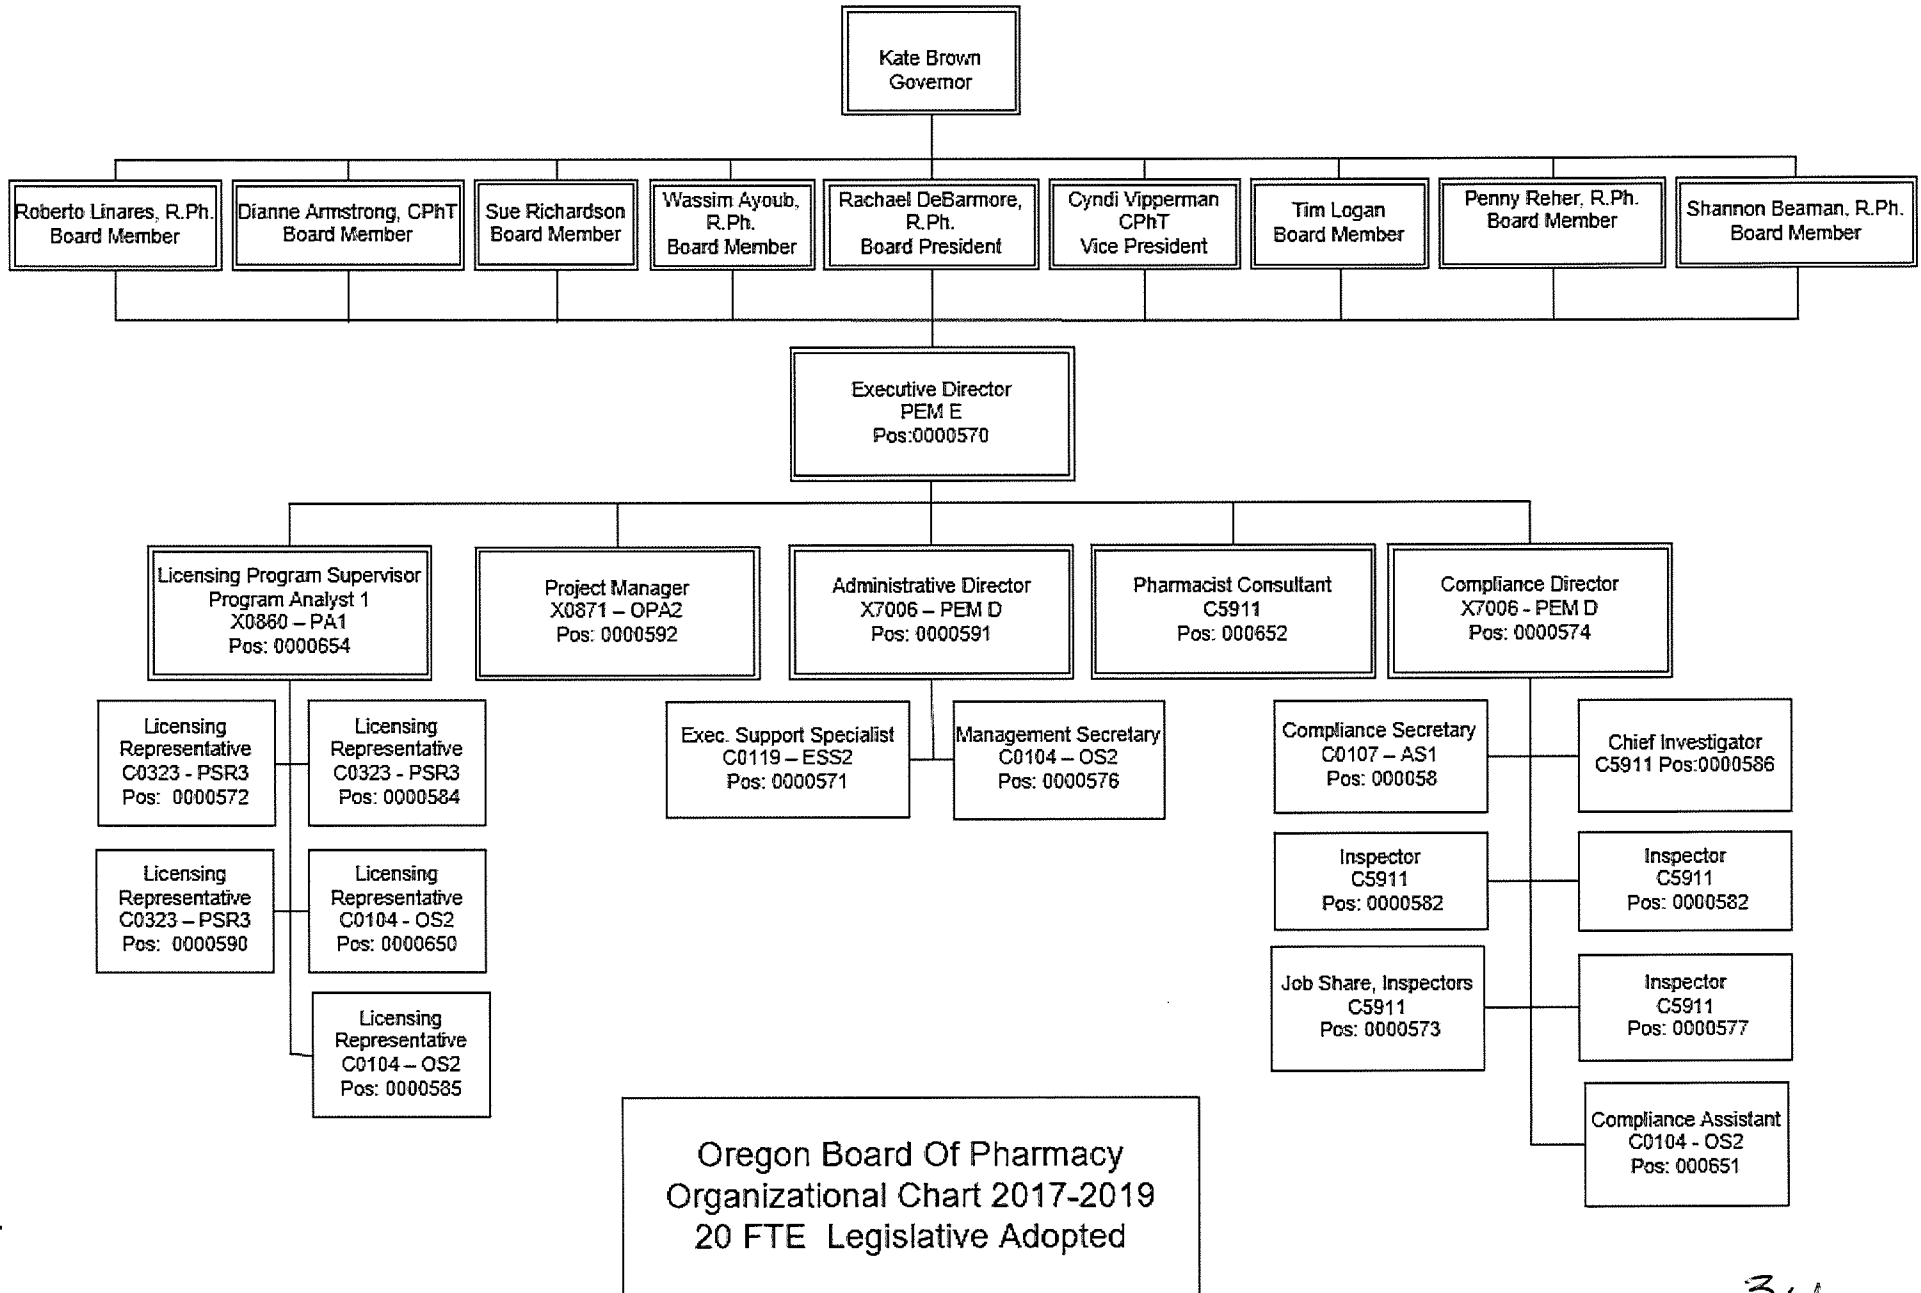 Kate Brown
Governor
Roberto Linares, R.Ph.
Board Member
Dianne Armstrong, CPhT
Board Member
Sue Richardson
Board Member
Wassim Ayoub,
R.Ph.
Board Member
Rachael DeBarmore,
R.Ph.
Board President
Cyndi Vipperman
CPhT
Vice President
Tim Logan
Board Member
Penny Reher, R.Ph.
Board Member
Shannon Beaman, R.Ph.
Board Member
Executive Director
PEM E
Pos:0000570
Licensing Program Supervisor
Program Analyst 1
X0860 – PA1
Pos: 0000654
Project Manager
X0871 – OPA2
Pos: 0000592
Administrative Director
X7006 – PEM D
Pos: 0000591
Pharmacist Consultant
C5911
Pos: 000652
Compliance Director
X7006 - PEM D
Pos: 0000574
Licensing
Representative
C0323 - PSR3
Pos: 0000572
Licensing
Representative
C0323 - PSR3
Pos: 0000584
Exec. Support Specialist
C0119 – ESS2
Pos: 0000571
Management Secretary
C0104 – OS2
Pos: 0000576
Compliance Secretary
C0107 – AS1
Pos: 000058
Chief Investigator
C5911 Pos:0000586
Licensing
Representative
C0323 – PSR3
Pos: 0000590
Licensing
Representative
C0104 - OS2
Pos: 0000650
Inspector
C5911
Pos: 0000582
Inspector
C5911
Pos: 0000582
Job Share, Inspectors
C5911
Pos: 0000573
Inspector
C5911
Pos: 0000577
Licensing
Representative
C0104 – OS2
Pos: 0000585
Compliance Assistant
C0104 - OS2
Pos: 000651
Oregon Board Of Pharmacy
Organizational Chart 2017-2019
20 FTE Legislative Adopted